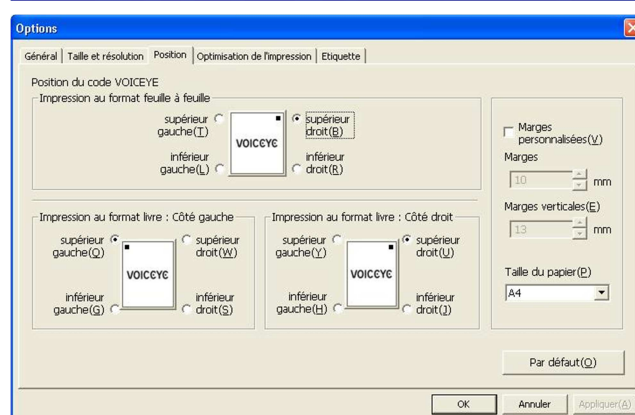 Options
Général Taille et résolution Position Optimisation de l'impression Etiquette
Position du code VOICEYE
Impression au format feuille à feuille
supérieur
gauche(T)
supérieur
droit(B)
VOICEYE
inférieur
gauche(L)
inférieur
droit(R)
Marges
personnalisées(V)
Marges
10 mm
Marges verticales(E)
13 mm
Taille du papier(P)
A4
Impression au format livre : Côté gauche
supérieur
gauche(Q)
supérieur
droit(W)
VOICEYE
inférieur
gauche(G)
inférieur
droit(S)
Impression au format livre : Côté droit
supérieur
gauche(Y)
supérieur
droit(U)
VOICEYE
inférieur
gauche(H)
inférieur
droit(J)
Par défaut(O)
OK Annuler Appliquer(A)